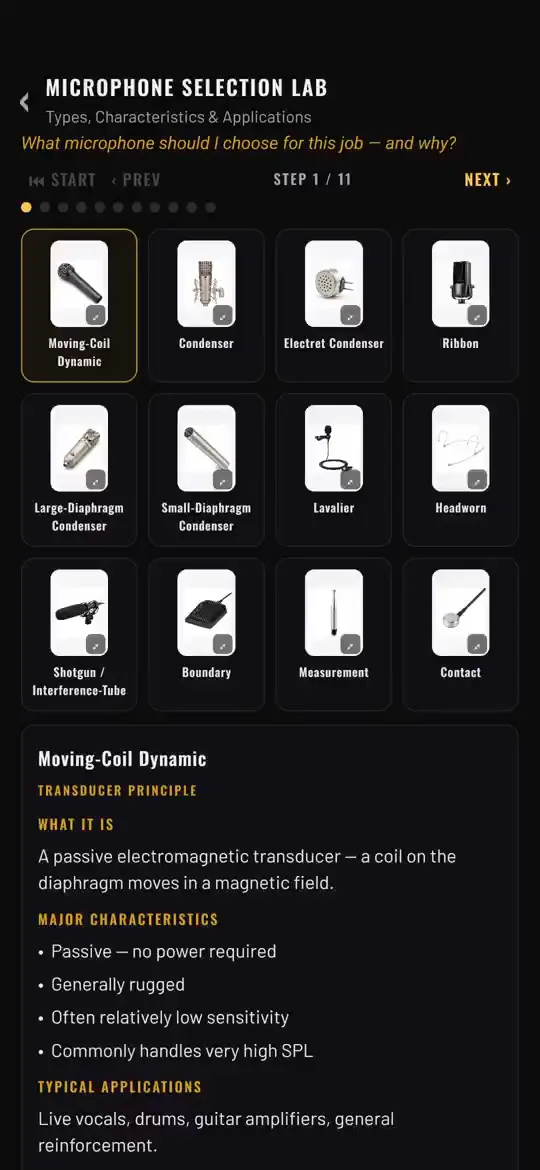 MICROPHONE SELECTION LAB
Types, Characteristics & Applications
What microphone should I choose for this job — and why?
⏮ START ‹ PREV STEP 1 / 11 NEXT ›
Moving-Coil
Dynamic
Condenser
Electret Condenser
Ribbon
Large-Diaphragm
Condenser
Small-Diaphragm
Condenser
Lavalier
Headworn
Shotgun /
Interference-Tube
Boundary
Measurement
Contact
Moving-Coil Dynamic
TRANSDUCER PRINCIPLE
WHAT IT IS
A passive electromagnetic transducer — a coil on the
diaphragm moves in a magnetic field.
MAJOR CHARACTERISTICS
• Passive — no power required
• Generally rugged
• Often relatively low sensitivity
• Commonly handles very high SPL
TYPICAL APPLICATIONS
Live vocals, drums, guitar amplifiers, general
reinforcement.